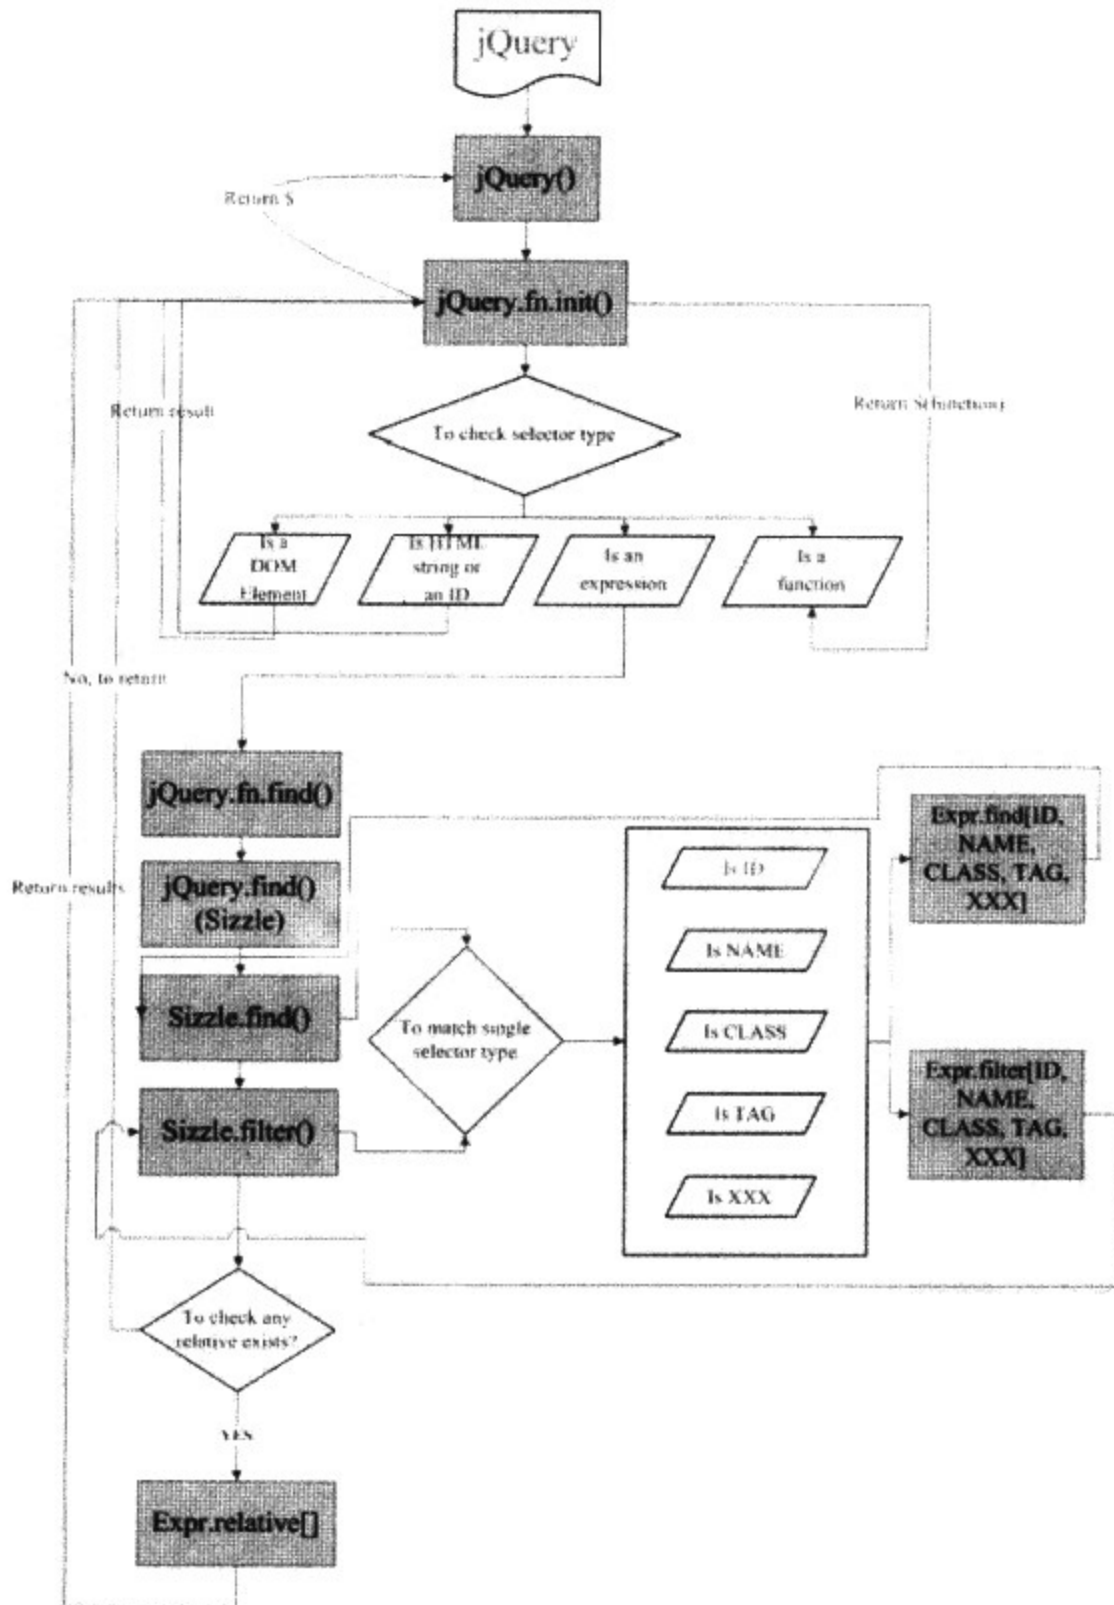 jQuery
jQuery()
Return $
jQuery.fn.init()
Return result
Return $(function)
To check selector type
Is a
DOM
Element
Is HTML
string or
an ID
Is an
expression
Is a
function
No, to return
jQuery.fn.find()
jQuery.find()
(Sizzle)
Return results
Sizzle.find()
Sizzle.filter()
To match single
selector type
Is ID
Is NAME
Is CLASS
Is TAG
Is XXX
Expr.find[ID,
NAME,
CLASS, TAG,
XXX]
Expr.filter[ID,
NAME,
CLASS, TAG,
XXX]
To check any
relative exists?
YES
Expr.relative[]